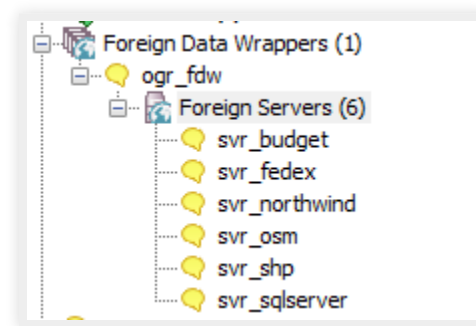 Foreign Data Wrappers (1)
ogr_fdw
Foreign Servers (6)
svr_budget
svr_fedex
svr_northwind
svr_osm
svr_shp
svr_sqlserver